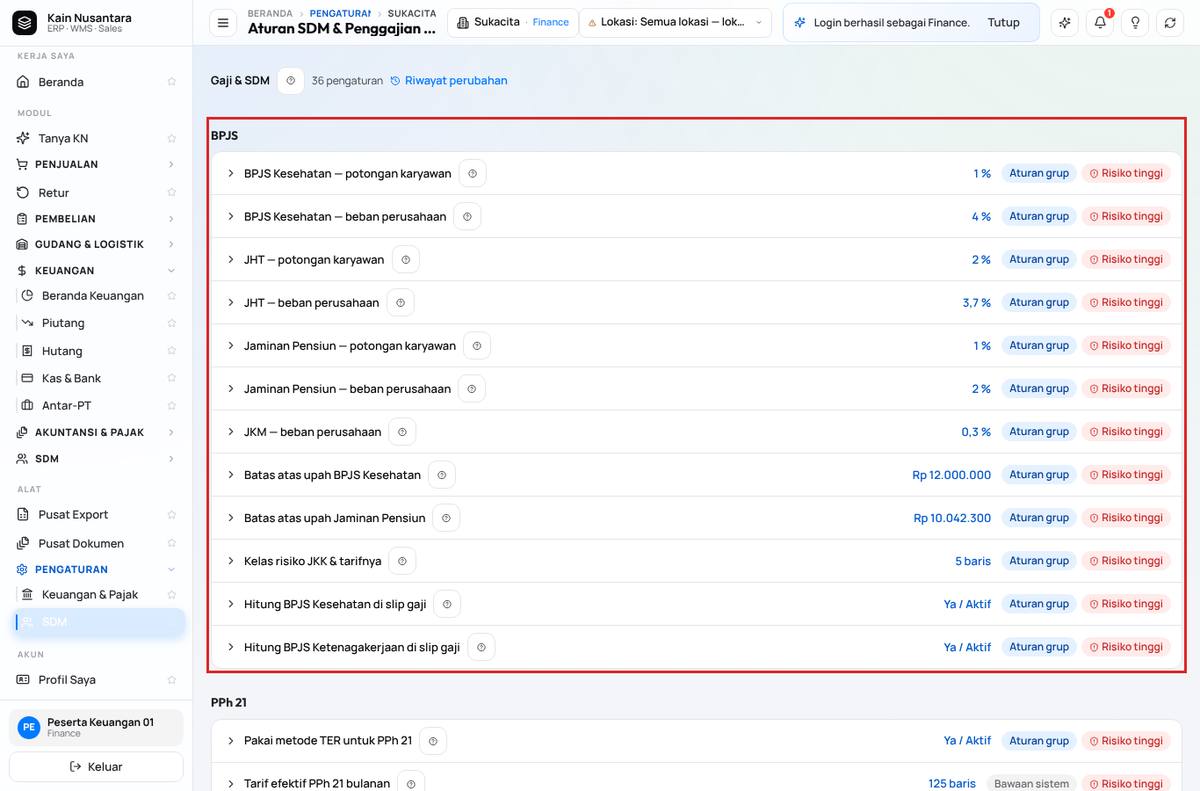 Kain Nusantara
ERP · WMS · Sales
KERJA SAYA
Beranda
MODUL
Tanya KN
PENJUALAN
Retur
PEMBELIAN
GUDANG & LOGISTIK
KEUANGAN
Beranda Keuangan
Piutang
Hutang
Kas & Bank
Antar-PT
AKUNTANSI & PAJAK
SDM
ALAT
Pusat Export
Pusat Dokumen
PENGATURAN
Keuangan & Pajak
SDM
AKUN
Profil Saya
PE
Peserta Keuangan 01
Finance
Keluar
BERANDA > PENGATURAN > SUKACITA
Aturan SDM & Penggajian ...
Sukacita · Finance
Lokasi: Semua lokasi — lok...
Login berhasil sebagai Finance. Tutup
1
Gaji & SDM 36 pengaturan Riwayat perubahan
BPJS
BPJS Kesehatan — potongan karyawan 1 % Aturan grup Risiko tinggi
BPJS Kesehatan — beban perusahaan 4 % Aturan grup Risiko tinggi
JHT — potongan karyawan 2 % Aturan grup Risiko tinggi
JHT — beban perusahaan 3,7 % Aturan grup Risiko tinggi
Jaminan Pensiun — potongan karyawan 1 % Aturan grup Risiko tinggi
Jaminan Pensiun — beban perusahaan 2 % Aturan grup Risiko tinggi
JKM — beban perusahaan 0,3 % Aturan grup Risiko tinggi
Batas atas upah BPJS Kesehatan Rp 12.000.000 Aturan grup Risiko tinggi
Batas atas upah Jaminan Pensiun Rp 10.042.300 Aturan grup Risiko tinggi
Kelas risiko JKK & tarifnya 5 baris Aturan grup Risiko tinggi
Hitung BPJS Kesehatan di slip gaji Ya / Aktif Aturan grup Risiko tinggi
Hitung BPJS Ketenagakerjaan di slip gaji Ya / Aktif Aturan grup Risiko tinggi
PPh 21
Pakai metode TER untuk PPh 21 Ya / Aktif Aturan grup Risiko tinggi
Tarif efektif PPh 21 bulanan 125 baris Bawaan sistem Risiko tinggi